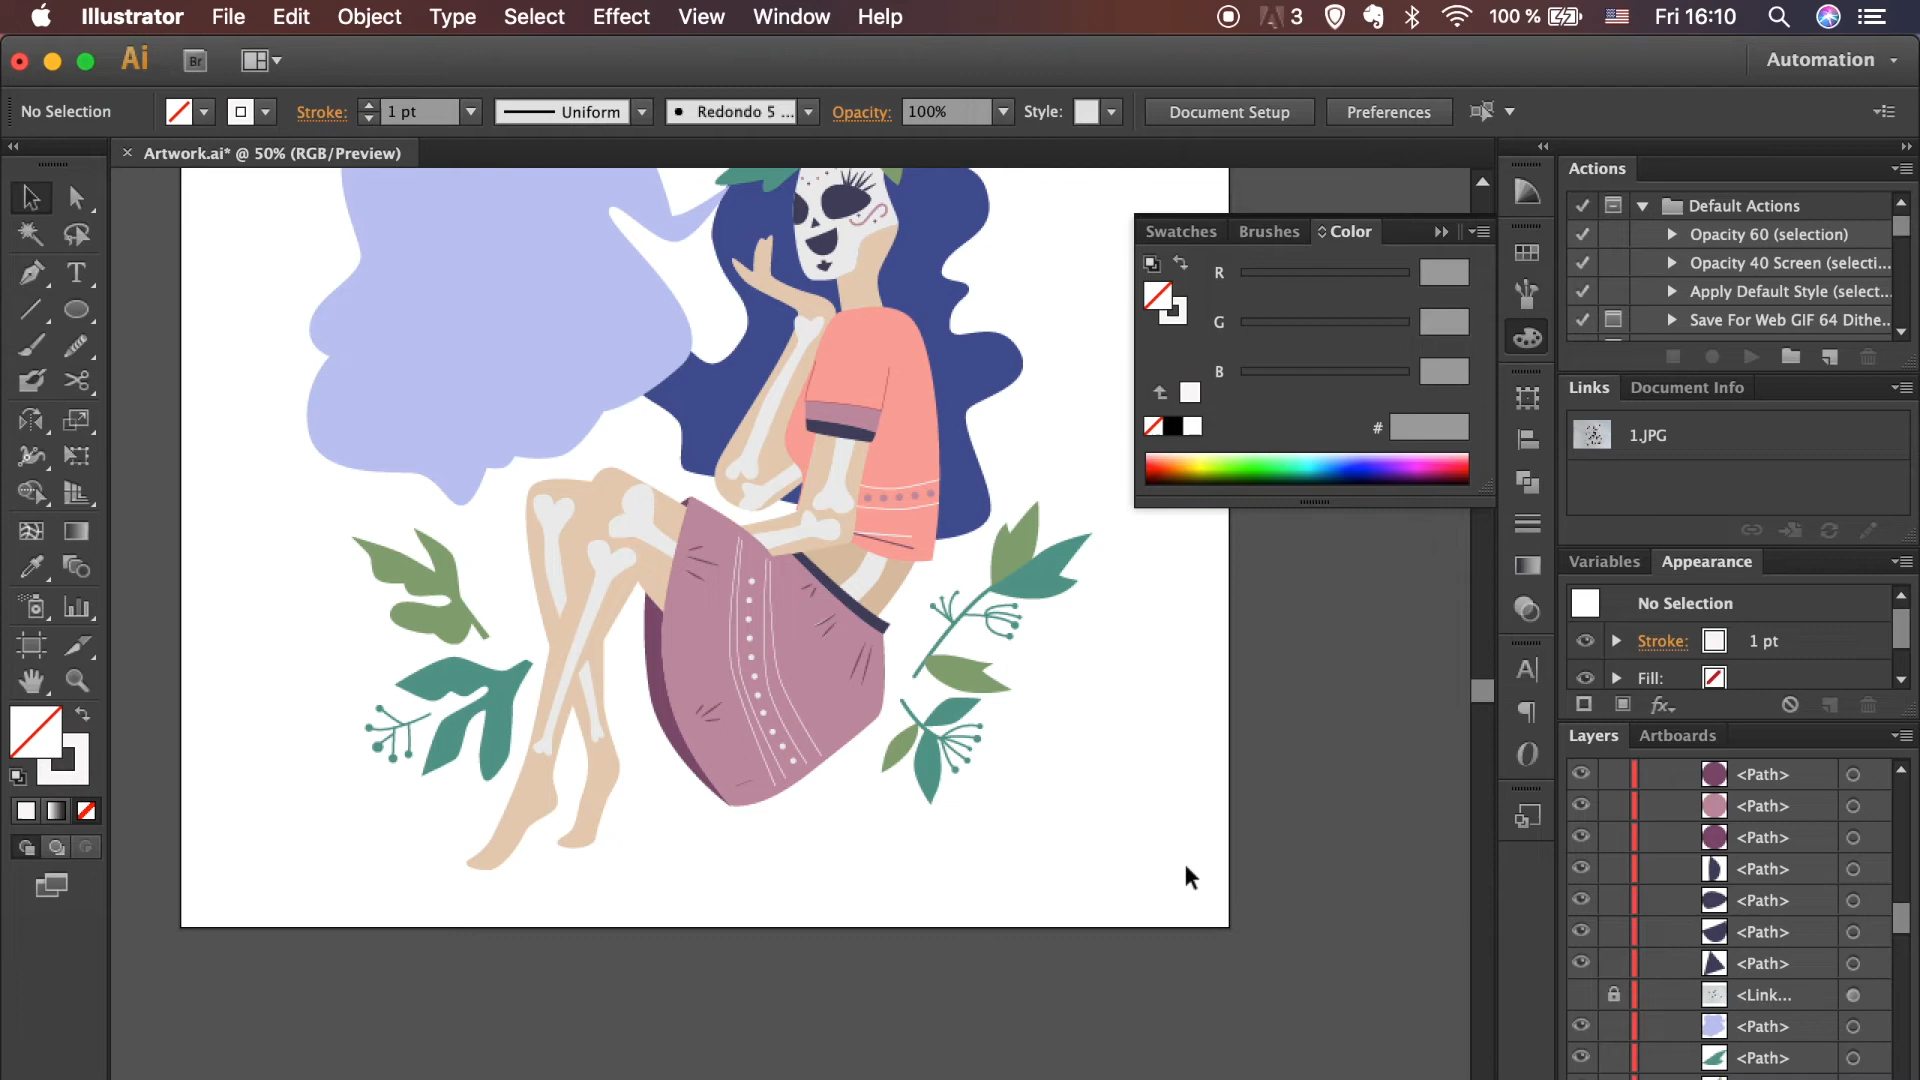 Illustrator File Edit Object Type Select Effect View Window Help 3 100 % Fri 16:10
Ai Br Automation
No Selection Stroke: 1 pt Uniform Redondo 5 ... Opacity: 100% Style: Document Setup Preferences
× Artwork.ai* @ 50% (RGB/Preview)
Actions
Default Actions
Opacity 60 (selection)
Opacity 40 Screen (selecti...
Apply Default Style (select...
Save For Web GIF 64 Dithe...
Swatches Brushes Color
R
G
B
#
Links Document Info
1.JPG
Variables Appearance
No Selection
Stroke: 1 pt
Fill:
fx
Layers Artboards
<Path>
<Path>
<Path>
<Path>
<Path>
<Path>
<Path>
<Link...
<Path>
<Path>